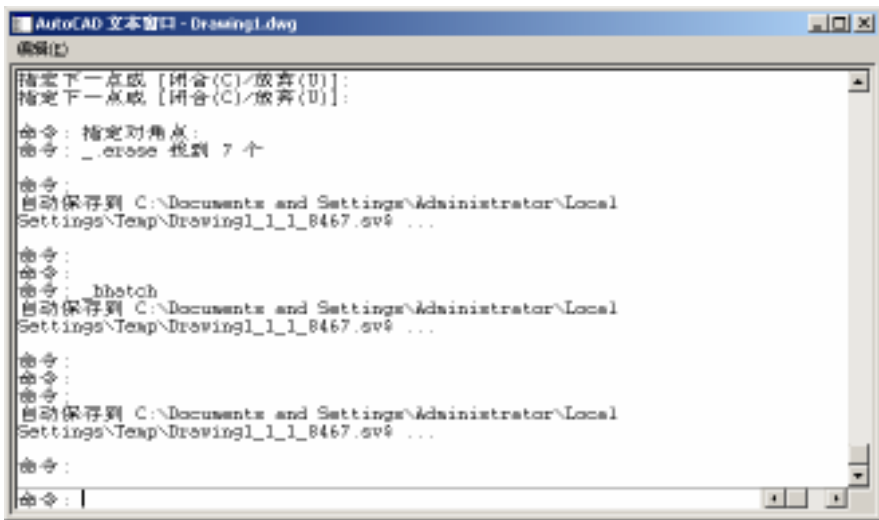 AutoCAD 文本窗口 - Drawing1.dwg
编辑(E)
指定下一点或 [闭合(C)/放弃(U)]:
指定下一点或 [闭合(C)/放弃(U)]:
命令: 指定对角点:
命令: _.erase 找到 7 个
命令:
自动保存到 C:\Documents and Settings\Administrator\Local
Settings\Temp\Drawing1_1_1_8467.sv$ ...
命令:
命令:
命令: _bhatch
自动保存到 C:\Documents and Settings\Administrator\Local
Settings\Temp\Drawing1_1_1_8467.sv$ ...
命令:
命令:
命令:
自动保存到 C:\Documents and Settings\Administrator\Local
Settings\Temp\Drawing1_1_1_8467.sv$ ...
命令:
命令: